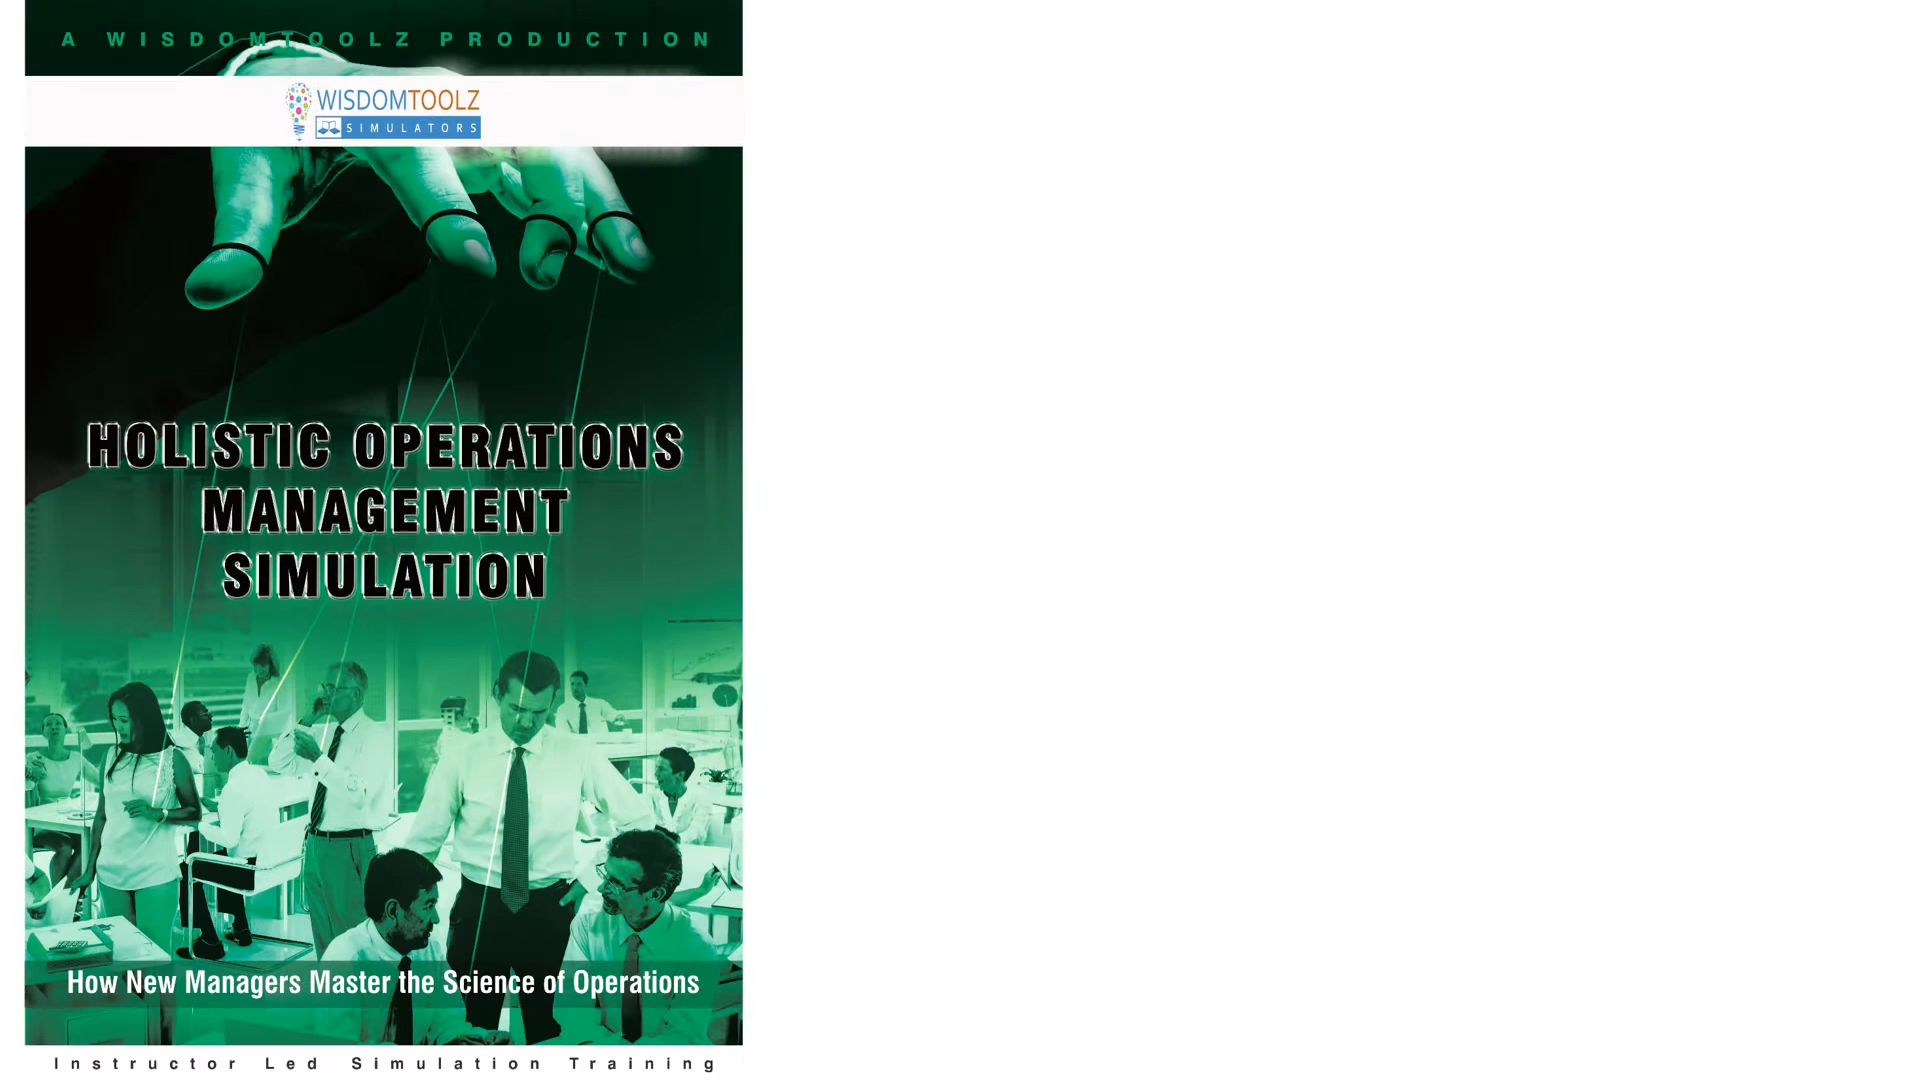 A WISDOMTOOLZ PRODUCTION
WISDOMTOOLZ
SIMULATORS
HOLISTIC OPERATIONS
MANAGEMENT
SIMULATION
How New Managers Master the Science of Operations
Instructor Led Simulation Training